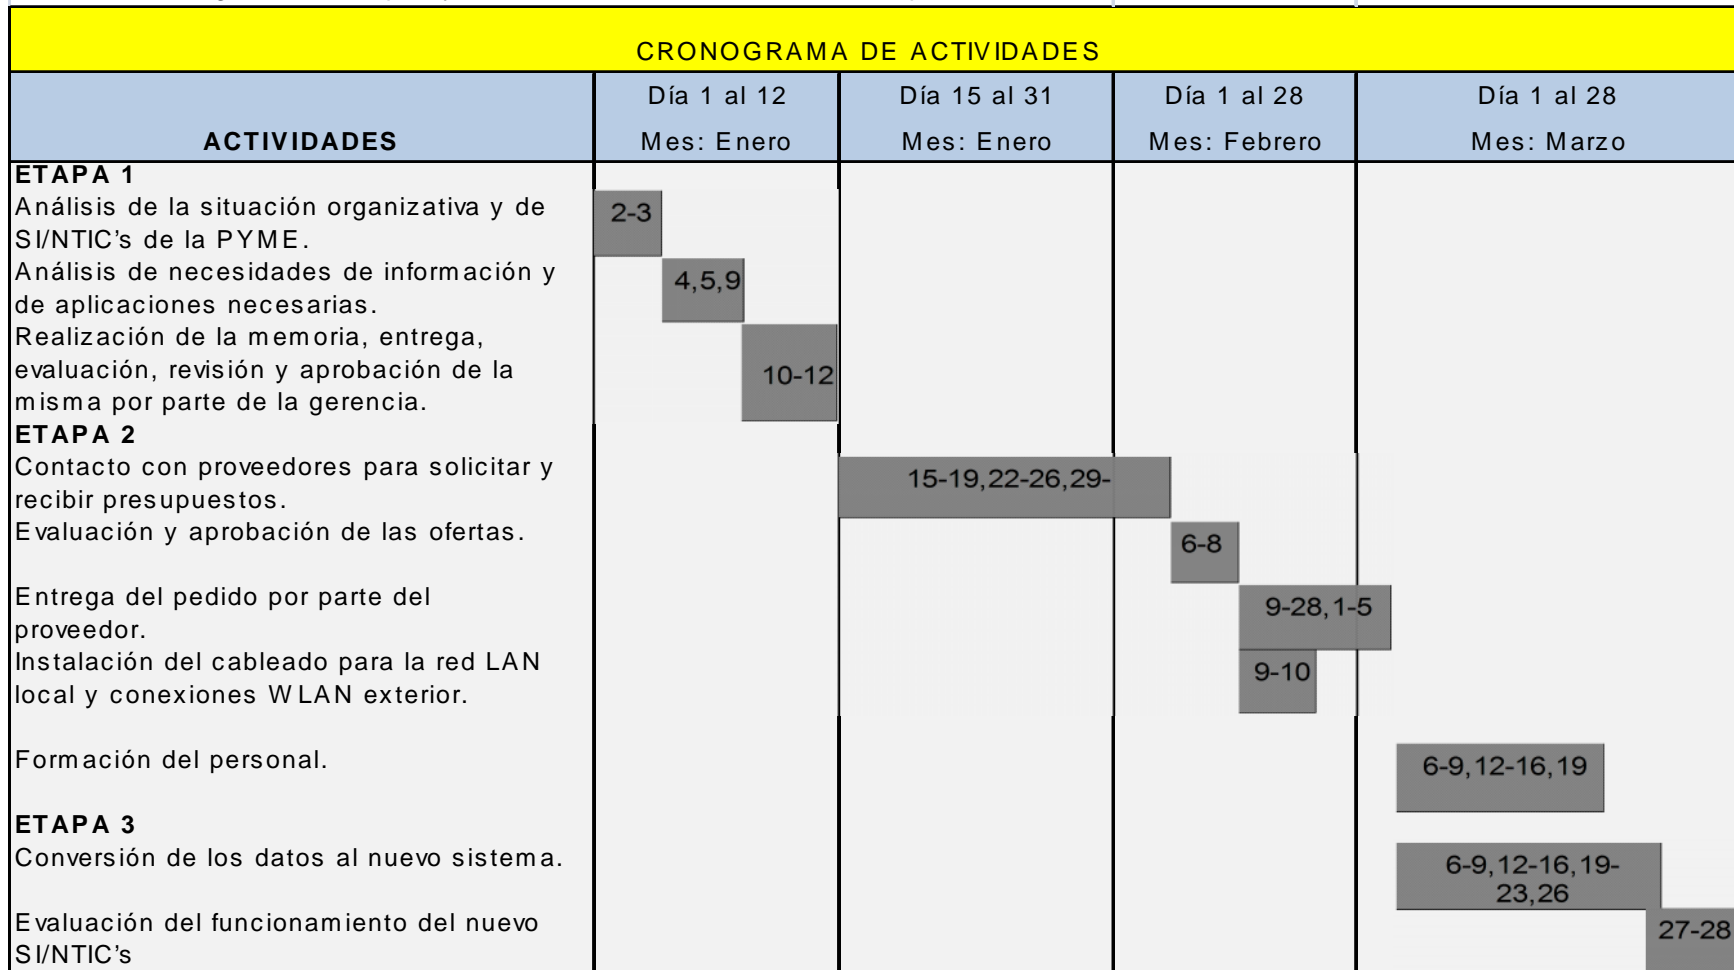 CRONOGRAMA DE ACTIVIDADES
ACTIVIDADES
Día 1 al 12
Mes: Enero
Día 15 al 31
Mes: Enero
Día 1 al 28
Mes: Febrero
Día 1 al 28
Mes: Marzo
ETAPA 1
Análisis de la situación organizativa y de
SI/NTIC's de la PYME.
2-3
Análisis de necesidades de información y
de aplicaciones necesarias.
4,5,9
Realización de la memoria, entrega,
evaluación, revisión y aprobación de la
misma por parte de la gerencia.
10-12
ETAPA 2
Contacto con proveedores para solicitar y
recibir presupuestos.
15-19,22-26,29-
Evaluación y aprobación de las ofertas.
6-8
Entrega del pedido por parte del
proveedor.
9-28,1-5
Instalación del cableado para la red LAN
local y conexiones WLAN exterior.
9-10
Formación del personal.
6-9,12-16,19
ETAPA 3
Conversión de los datos al nuevo sistema.
6-9,12-16,19-
23,26
Evaluación del funcionamiento del nuevo
SI/NTIC's
27-28